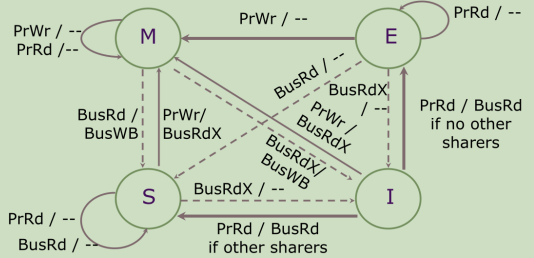 PrWr / --
PrRd / --
M
PrWr / --
E
PrRd / --
BusRd /
BusWB
PrWr/
BusRdX
BusRd / --
BusRdX
/ --
PrWr /
BusRdX
BusRdX/
BusWB
PrRd / BusRd
if no other
sharers
S
BusRdX / --
I
PrRd / --
BusRd / --
PrRd / BusRd
if other sharers